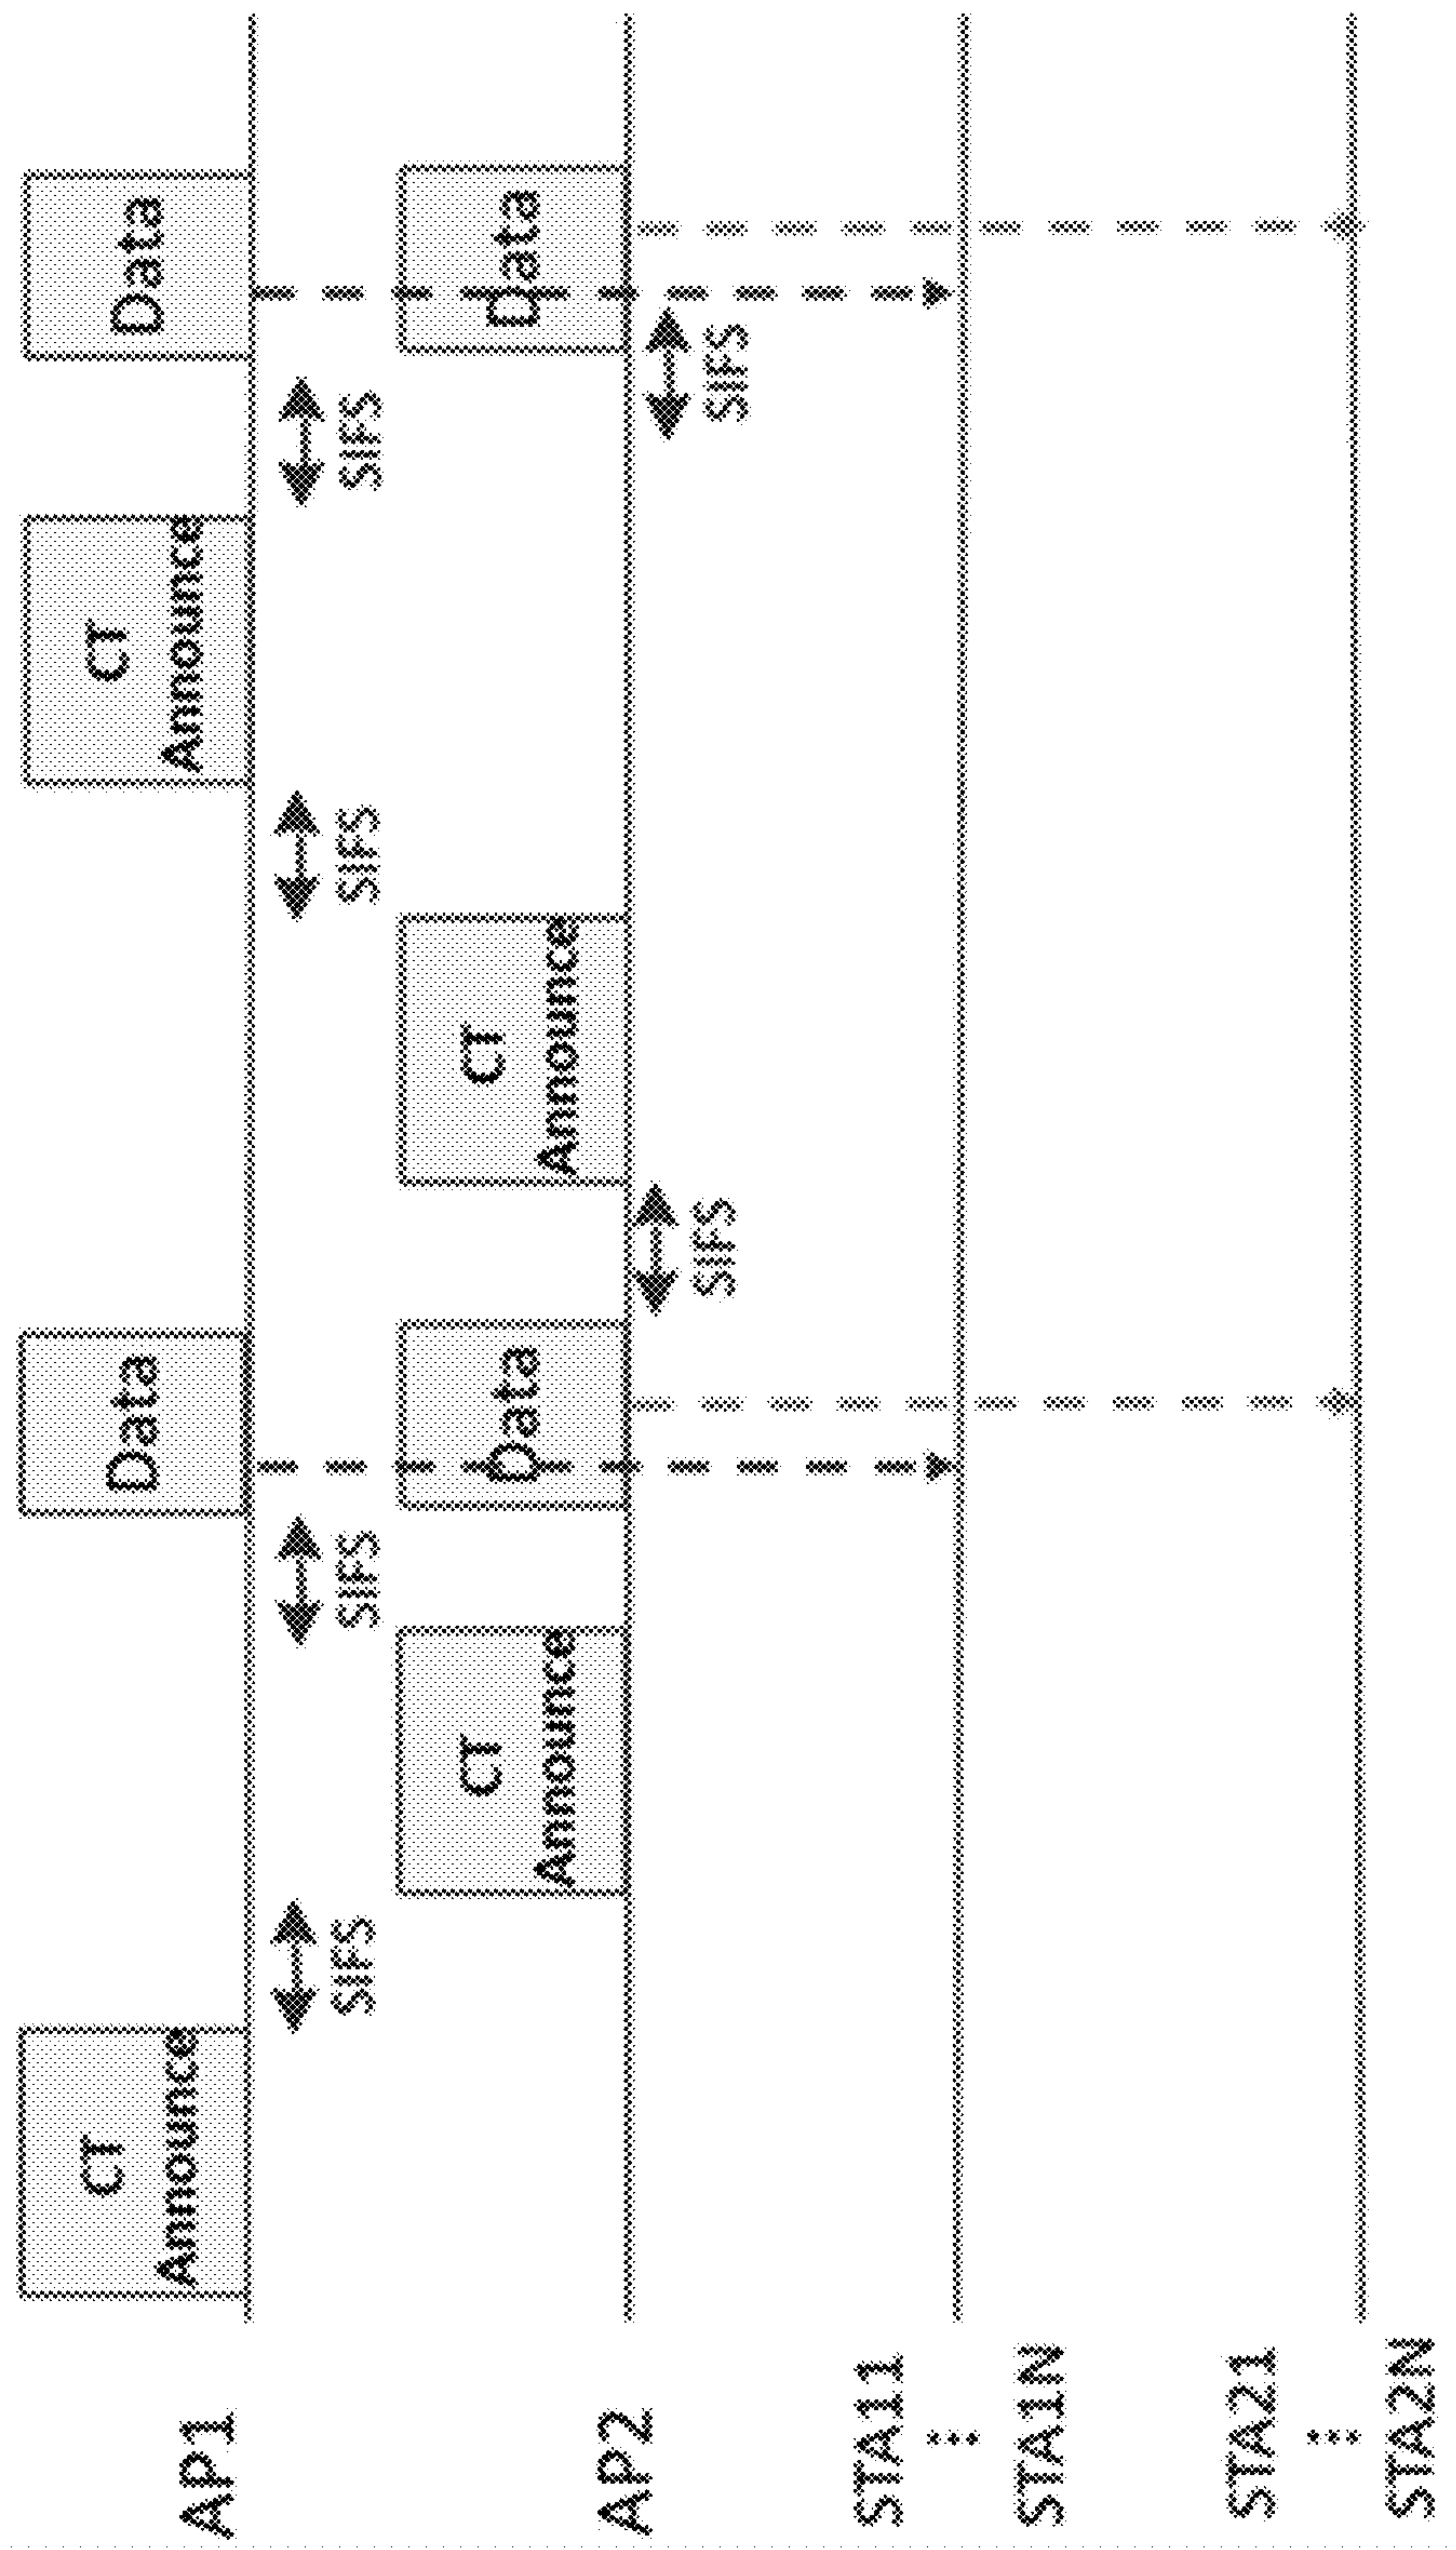 AP1
CT
Announce
Data
CT
Announce
Data
SIFS
SIFS
SIFS
SIFS
AP2
CT
Announce
Data
CT
Announce
Data
SIFS
SIFS
STA11
⋮
STA1N
STA21
⋮
STA2N